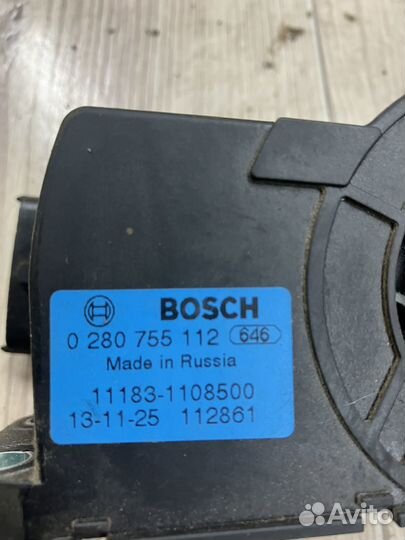 BOSCH
0 280 755 112 646
Made in Russia
11183-1108500
13-11-25 112861
Avito